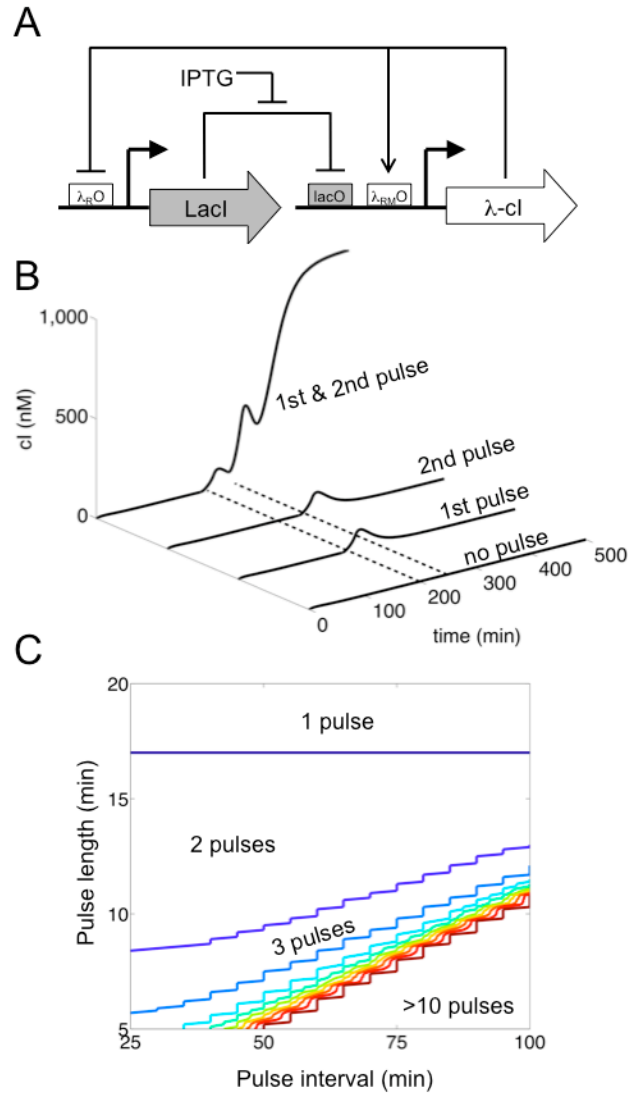 A
IPTG
λRO
LacI
lacO
λRMO
λ-cI
B
1,000
500
0
cI (nM)
1st & 2nd pulse
2nd pulse
1st pulse
no pulse
0
100
200
300
400
500
time (min)
C
20
15
10
5
Pulse length (min)
1 pulse
2 pulses
3 pulses
>10 pulses
25
50
75
100
Pulse interval (min)